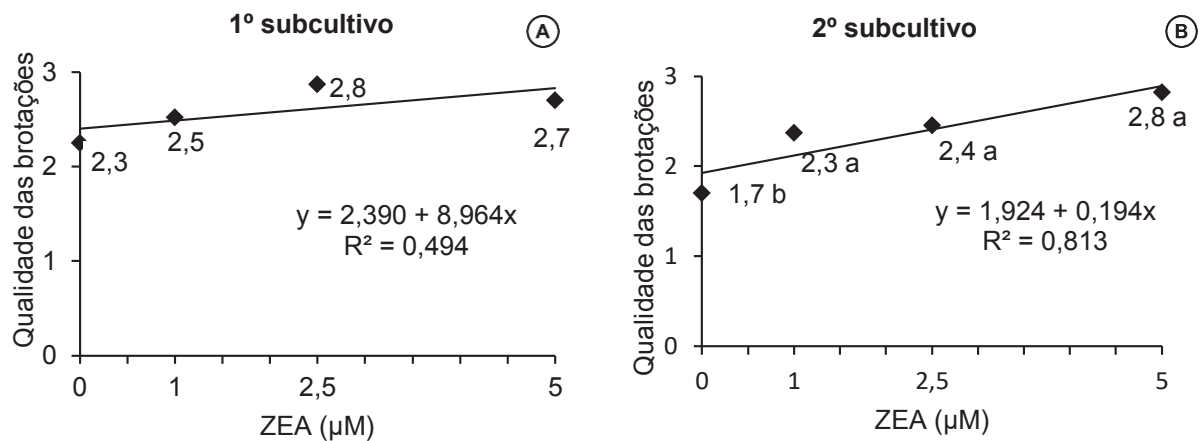 1º subcultivo
A
Qualidade das brotações
3
2
1
0
2,3
2,5
2,8
2,7
y = 2,390 + 8,964x
R² = 0,494
0 1 2,5 5
ZEA (µM)
2º subcultivo
B
Qualidade das brotações
3
2
1
0
1,7 b
2,3 a
2,4 a
2,8 a
y = 1,924 + 0,194x
R² = 0,813
0 1 2,5 5
ZEA (µM)